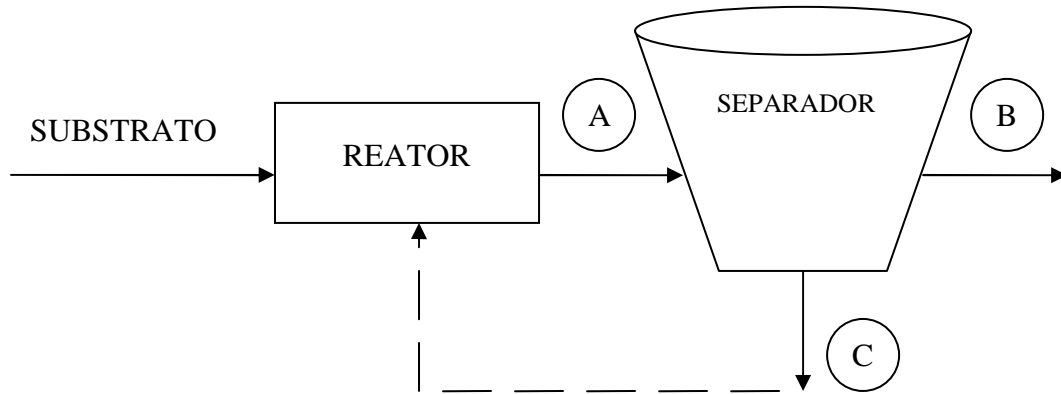 SUBSTRATO
REATOR
A
SEPARADOR
B
C